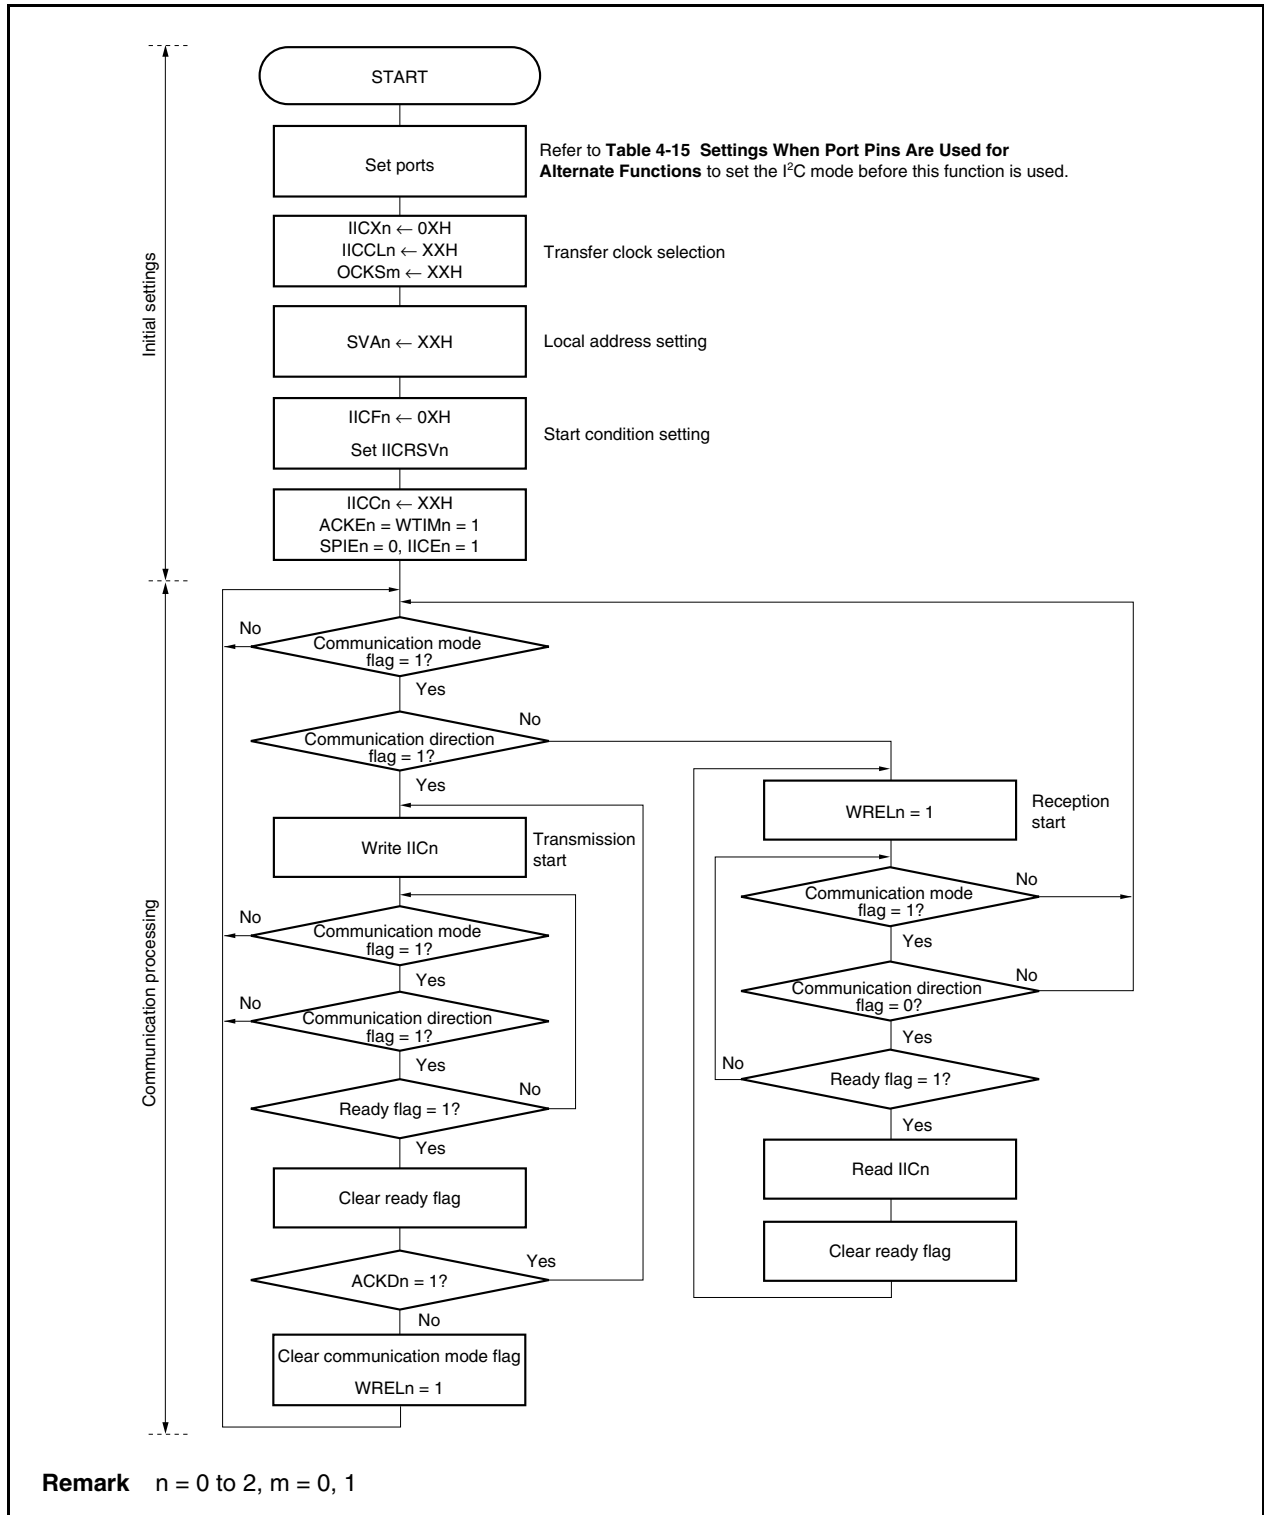 START
Set ports
Refer to Table 4-15 Settings When Port Pins Are Used for
Alternate Functions to set the I²C mode before this function is used.
IICXn ← 0XH
IICCLn ← XXH
OCKSm ← XXH
Transfer clock selection
Initial settings
SVAn ← XXH
Local address setting
IICFn ← 0XH
Set IICRSVn
Start condition setting
IICCn ← XXH
ACKEn = WTIMn = 1
SPIEn = 0, IICEn = 1
No
Communication mode
flag = 1?
Yes
Communication direction
flag = 1?
No
Yes
Write IICn
Transmission
start
No
Communication mode
flag = 1?
Yes
No
Communication direction
flag = 1?
Yes
Ready flag = 1?
No
Yes
Clear ready flag
ACKDn = 1?
Yes
No
Clear communication mode flag
WRELn = 1
Communication processing
WRELn = 1
Reception
start
Communication mode
flag = 1?
No
Yes
Communication direction
flag = 0?
No
Yes
No
Ready flag = 1?
Yes
Read IICn
Clear ready flag
Remark n = 0 to 2, m = 0, 1